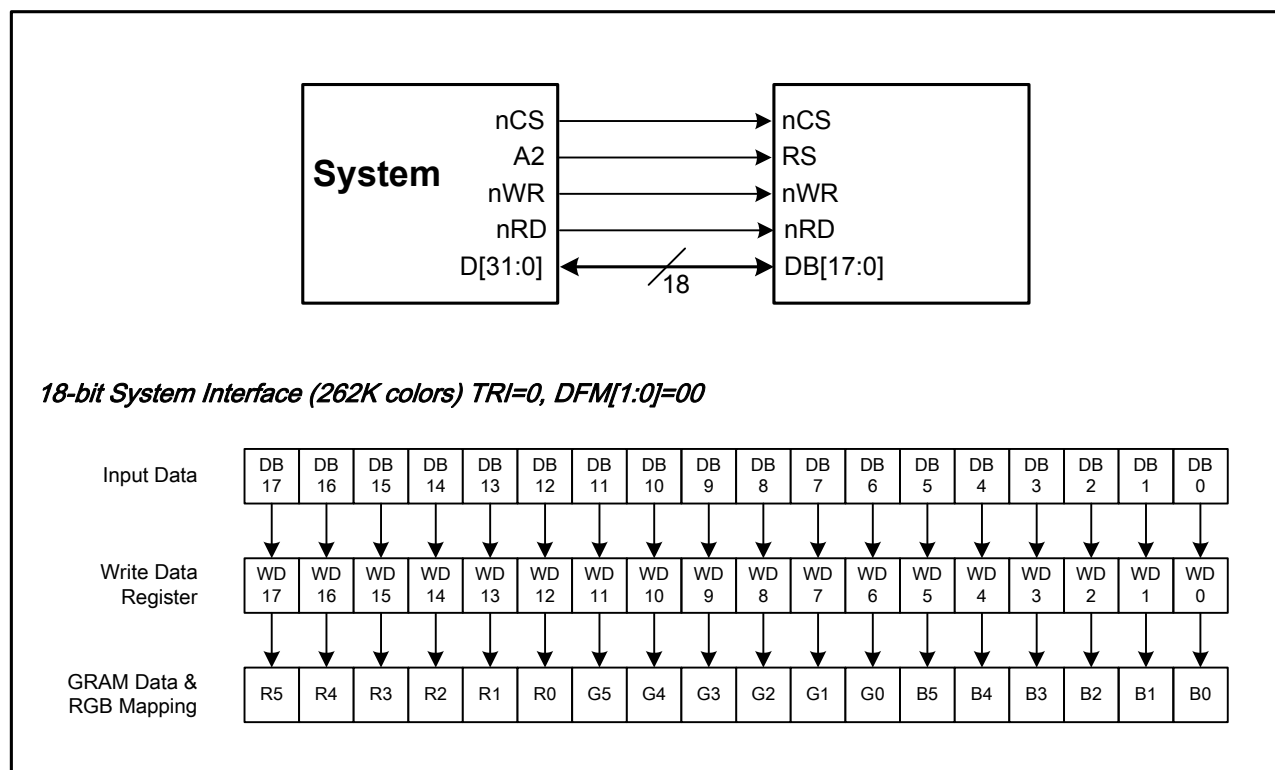 nCS nCS
System A2 RS
nWR nWR
nRD nRD
D[31:0] 18 DB[17:0]
18-bit System Interface (262K colors) TRI=0, DFM[1:0]=00
Input Data DB 17 DB 16 DB 15 DB 14 DB 13 DB 12 DB 11 DB 10 DB 9 DB 8 DB 7 DB 6 DB 5 DB 4 DB 3 DB 2 DB 1 DB 0
Write Data Register WD 17 WD 16 WD 15 WD 14 WD 13 WD 12 WD 11 WD 10 WD 9 WD 8 WD 7 WD 6 WD 5 WD 4 WD 3 WD 2 WD 1 WD 0
GRAM Data & RGB Mapping R5 R4 R3 R2 R1 R0 G5 G4 G3 G2 G1 G0 B5 B4 B3 B2 B1 B0